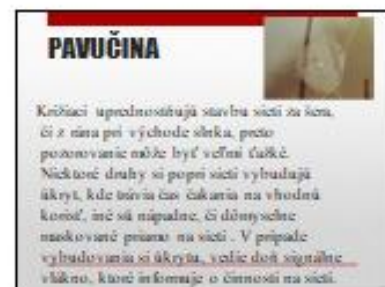 PAVUČINA
Križiaci uprednostňujú stavbu sietí za šera,
či z rána pri východe slnka, preto
pozorovanie môže byť veľmi ťažké.
Niektoré druhy si popri sieti vybudujú
úkryt, kde trávia čas čakania na vhodnú
korisť, iné sú nápadne, či dômyselne
maskované priamo na sieti . V prípade
vybudovania si úkrytu, vedie doň signálne
vlákno, ktoré informuje o činnosti na sieti.